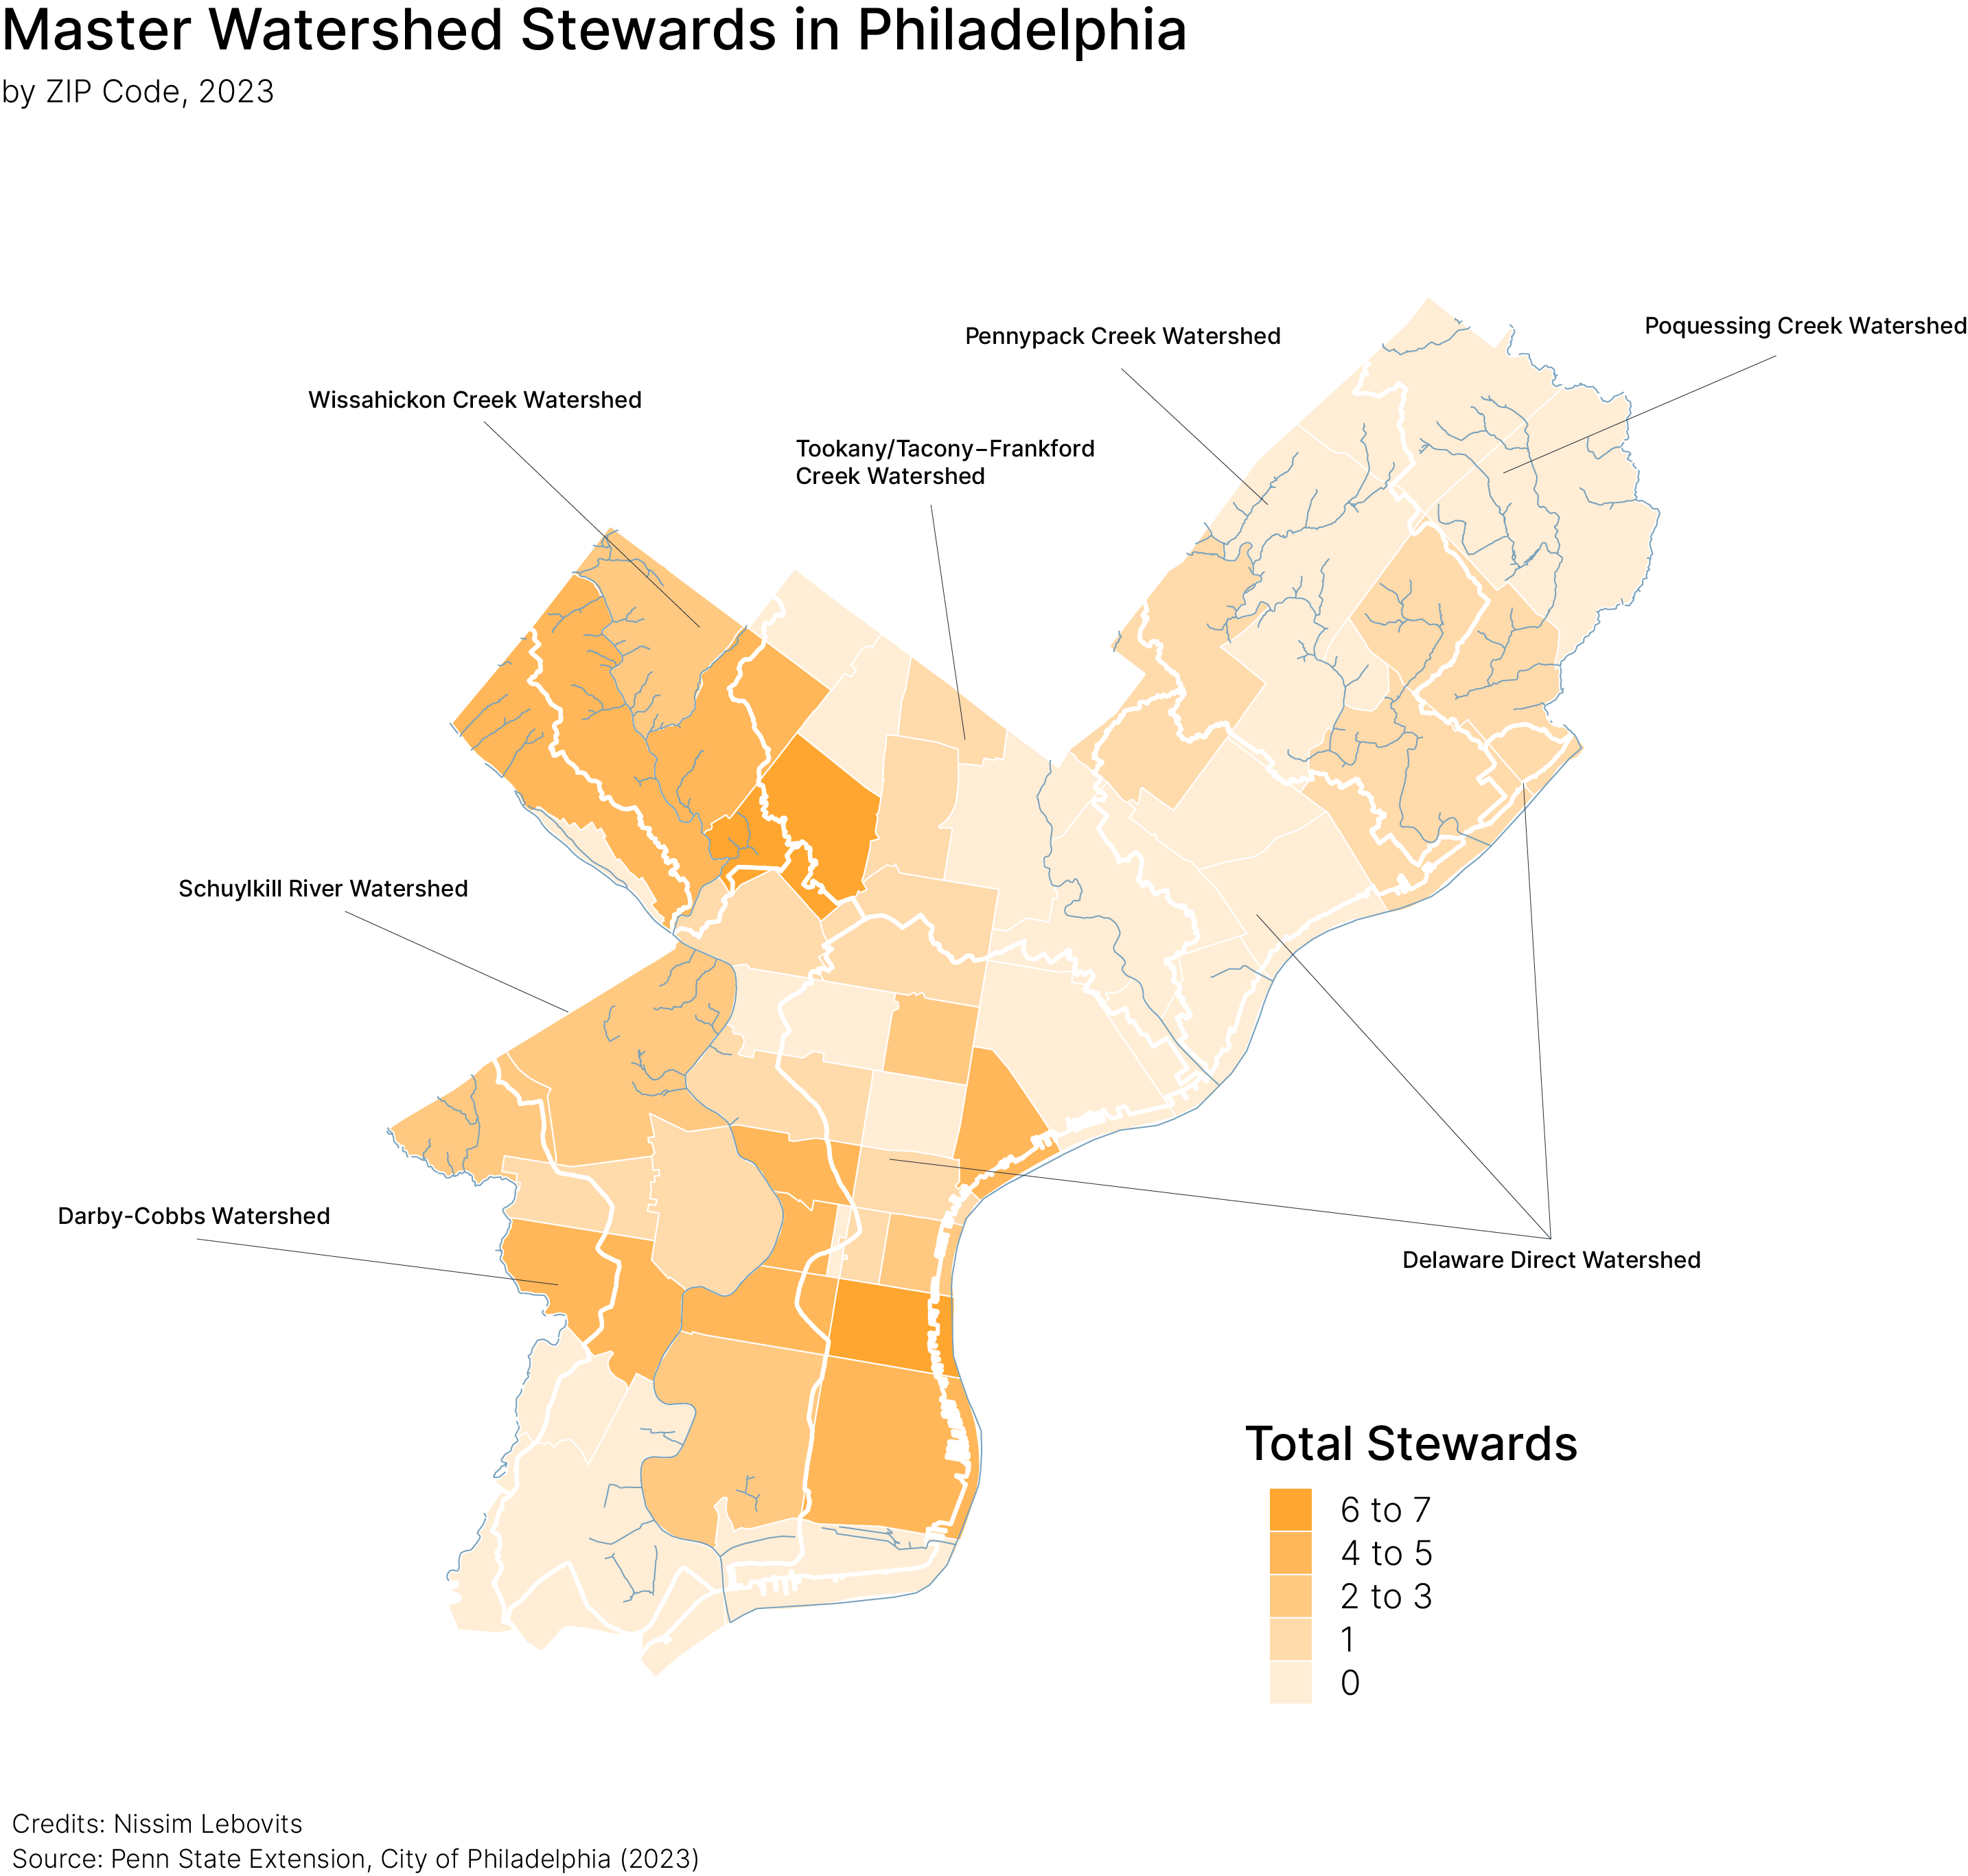 Master Watershed Stewards in Philadelphia
by ZIP Code, 2023
Poquessing Creek Watershed
Pennypack Creek Watershed
Wissahickon Creek Watershed
Tookany/Tacony–Frankford
Creek Watershed
Schuylkill River Watershed
Darby-Cobbs Watershed
Delaware Direct Watershed
Total Stewards
6 to 7
4 to 5
2 to 3
1
0
Credits: Nissim Lebovits
Source: Penn State Extension, City of Philadelphia (2023)